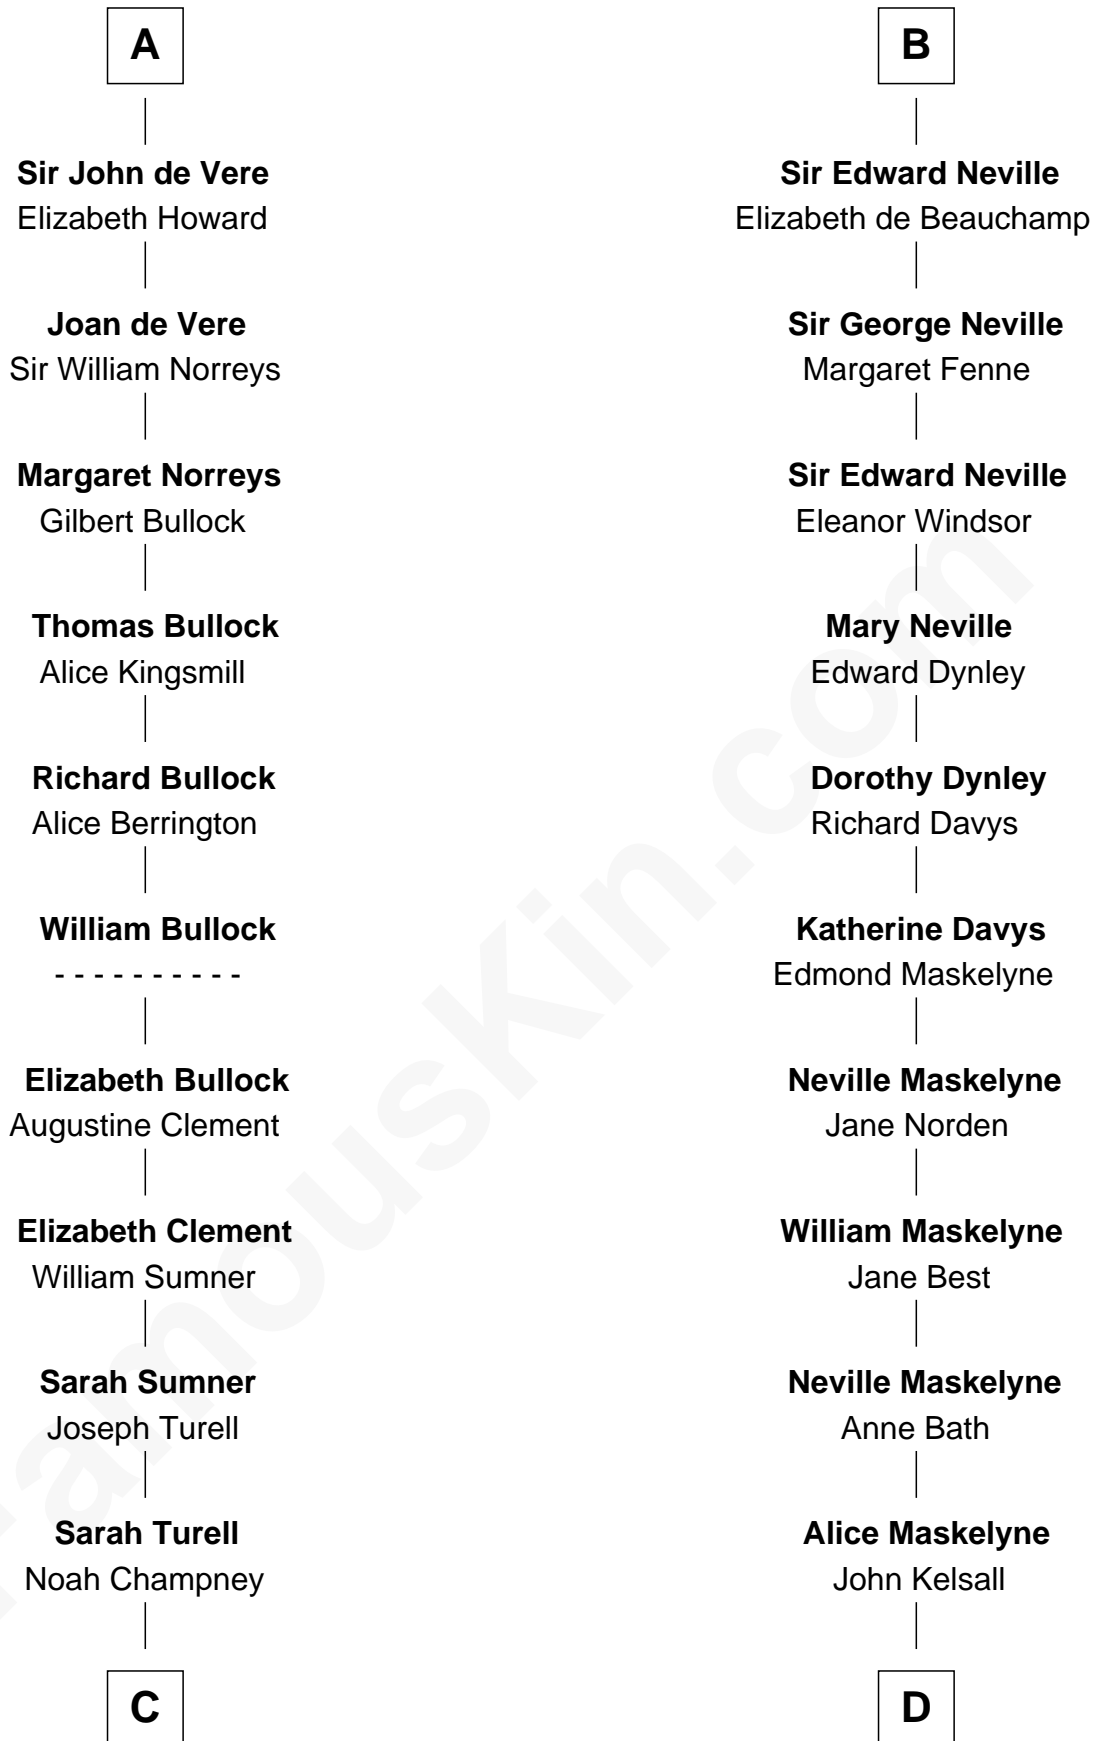 A
Sir John de Vere
Elizabeth Howard
Joan de Vere
Sir William Norreys
Margaret Norreys
Gilbert Bullock
Thomas Bullock
Alice Kingsmill
Richard Bullock
Alice Berrington
William Bullock
- - - - - - - - - -
Elizabeth Bullock
Augustine Clement
Elizabeth Clement
William Sumner
Sarah Sumner
Joseph Turell
Sarah Turell
Noah Champney
C
B
Sir Edward Neville
Elizabeth de Beauchamp
Sir George Neville
Margaret Fenne
Sir Edward Neville
Eleanor Windsor
Mary Neville
Edward Dynley
Dorothy Dynley
Richard Davys
Katherine Davys
Edmond Maskelyne
Neville Maskelyne
Jane Norden
William Maskelyne
Jane Best
Neville Maskelyne
Anne Bath
Alice Maskelyne
John Kelsall
D
FamousKin.com